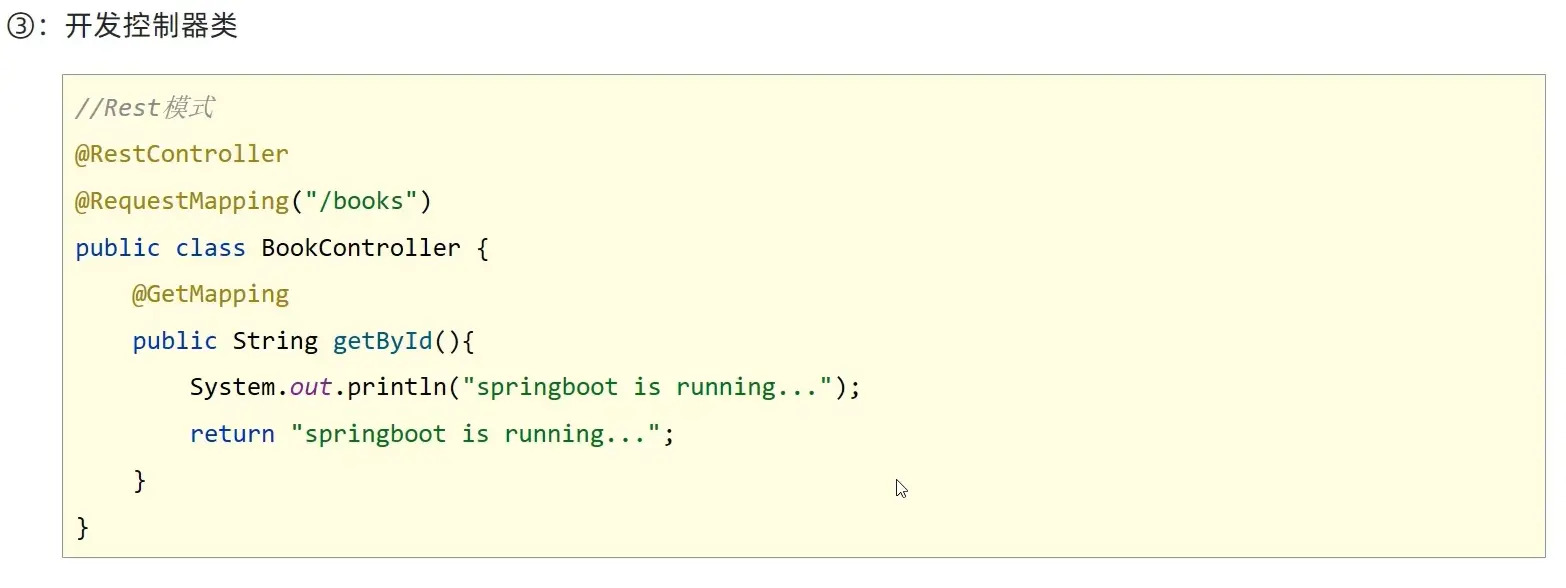 ③：开发控制器类
//Rest模式
@RestController
@RequestMapping("/books")
public class BookController {
    @GetMapping
    public String getById(){
        System.out.println("springboot is running...");
        return "springboot is running...";
    }
}